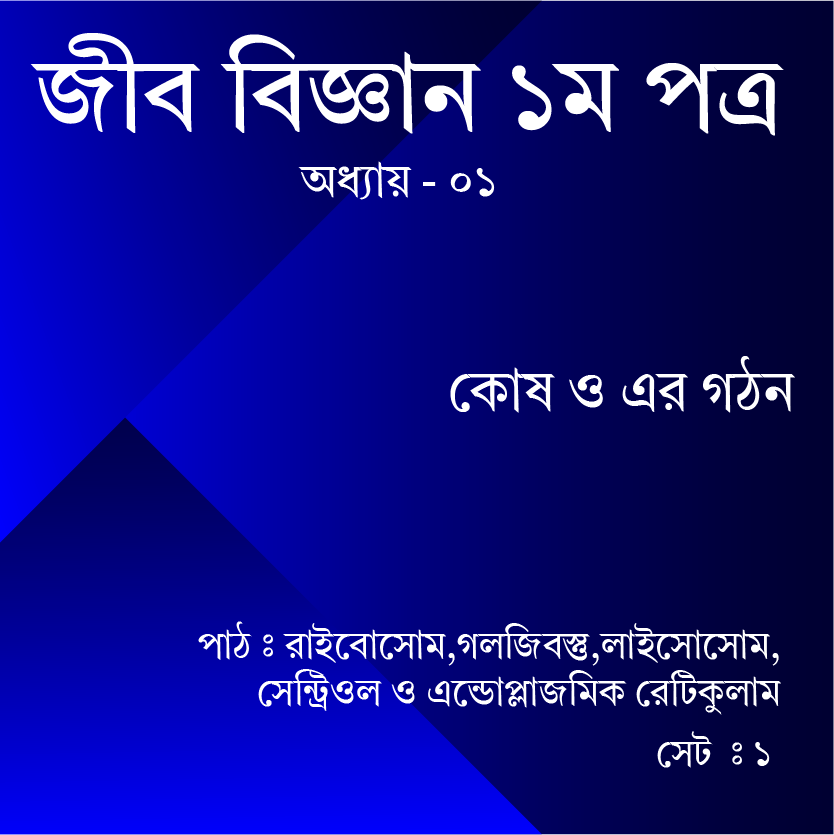 জীব বিজ্ঞান ১ম পত্র
অধ্যায় - ০১
কোষ ও এর গঠন
পাঠ ঃ রাইবোসোম,গলজিবস্তু,লাইসোসোম,
সেন্ট্রিওল ও এন্ডোপ্লাজমিক রেটিকুলাম
সেট ঃ ১